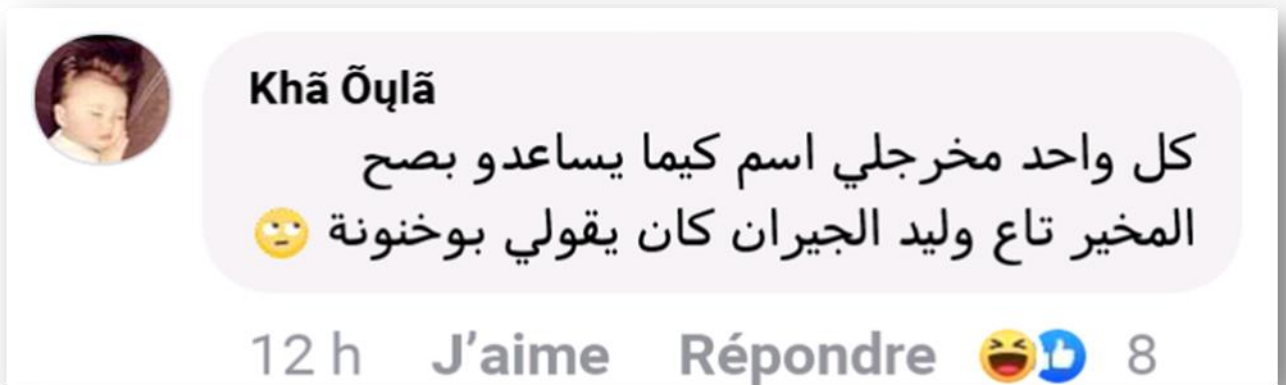 Khã Õɥlã
كل واحد مخرجلي اسم كيما يساعدو بصح
المخير تاع وليد الجيران كان يقولي بوخنونة 🙄
12 h J’aime Répondre 😆👍 8